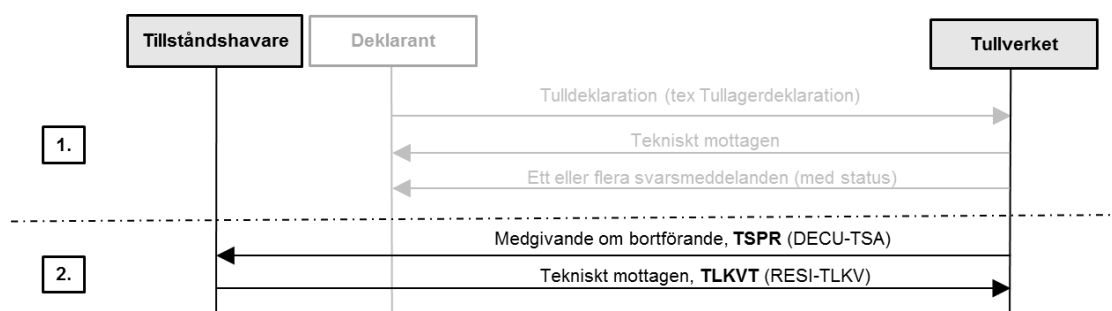 Tillståndshavare
Deklarant
Tullverket
Tulldeklaration (tex Tullagerdeklaration)
1.
Tekniskt mottagen
Ett eller flera svarsmeddelanden (med status)
Medgivande om bortförande, TSPR (DECU-TSA)
2.
Tekniskt mottagen, TLKVT (RESI-TLKV)